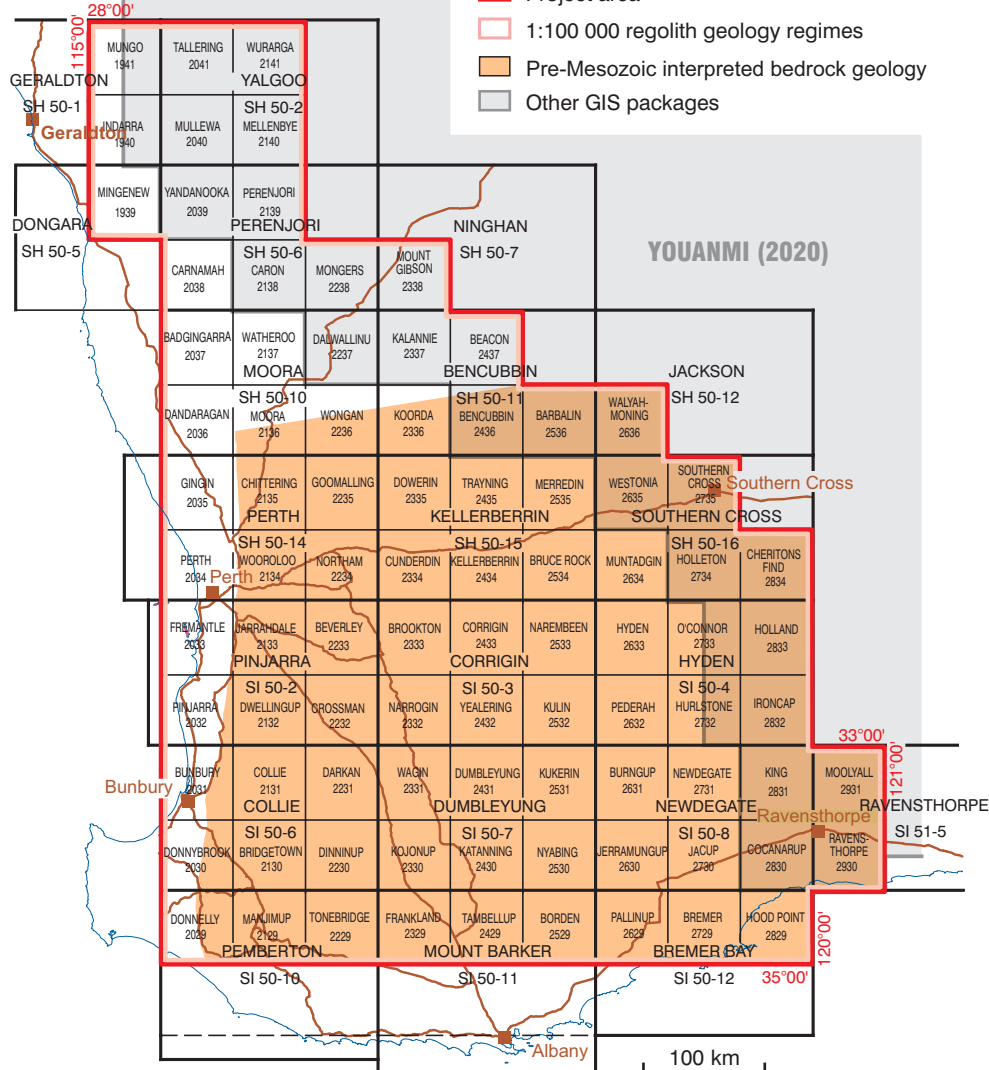 Project area
28°00'
115°00'
1:100 000 regolith geology regimes
Pre-Mesozoic interpreted bedrock geology
Other GIS packages
MUNGO
1941
TALLERING
2041
WURARGA
2141
GERALDTON
SH 50-1
YALGOO
SH 50-2
Geraldton
INDARRA
1940
MULLEWA
2040
MELLENBYE
2140
MINGENEW
1939
YANDANOOKA
2039
PERENJORI
2139
DONGARA
SH 50-5
PERENJORI
SH 50-6
NINGHAN
SH 50-7
YOUANMI (2020)
CARNAMAH
2038
CARON
2138
MONGERS
2238
MOUNT
GIBSON
2338
BADGINGARRA
2037
WATHEROO
2137
DALWALLINU
2237
KALANNIE
2337
BEACON
2437
MOORA
SH 50-10
BENCUBBIN
SH 50-11
JACKSON
SH 50-12
DANDARAGAN
2036
MOORA
2136
WONGAN
2236
KOORDA
2336
BENCUBBIN
2436
BARBALIN
2536
WALYAH-
MONING
2636
GINGIN
2035
CHITTERING
2135
GOOMALLING
2235
DOWERIN
2335
TRAYNING
2435
MERREDIN
2535
WESTONIA
2635
SOUTHERN
CROSS
2735
Southern Cross
PERTH
SH 50-14
KELLERBERRIN
SH 50-15
SOUTHERN CROSS
SH 50-16
PERTH
2034
Perth
WOOROLOO
2134
NORTHAM
2234
CUNDERDIN
2334
KELLERBERRIN
2434
BRUCE ROCK
2534
MUNTADGIN
2634
HOLLETON
2734
CHERITONS
FIND
2834
FREMANTLE
2033
JARRAHDALE
2133
BEVERLEY
2233
BROOKTON
2333
CORRIGIN
2433
NAREMBEEN
2533
HYDEN
2633
O'CONNOR
2733
HOLLAND
2833
PINJARRA
SI 50-2
CORRIGIN
SI 50-3
HYDEN
SI 50-4
PINJARRA
2032
DWELLINGUP
2132
CROSSMAN
2232
NARROGIN
2332
YEALERING
2432
KULIN
2532
PEDERAH
2632
HURLSTONE
2732
IRONCAP
2832
33°00'
121°00'
BUNBURY
2031
Bunbury
COLLIE
2131
DARKAN
2231
WAGIN
2331
DUMBLEYUNG
2431
KUKERIN
2531
BURNGUP
2631
NEWDEGATE
2731
KING
2831
MOOLYALL
2931
COLLIE
SI 50-6
DUMBLEYUNG
SI 50-7
NEWDEGATE
SI 50-8
Ravensthorpe
RAVENSTHORPE
SI 51-5
DONNYBROOK
2030
BRIDGETOWN
2130
DINNINUP
2230
KOJONUP
2330
KATANNING
2430
NYABING
2530
JERRAMUNGUP
2630
JACUP
2730
COCANARUP
2830
RAVENS-
THORPE
2930
DONNELLY
2029
MANJIMUP
2129
TONEBRIDGE
2229
FRANKLAND
2329
TAMBELLUP
2429
BORDEN
2529
PALLINUP
2629
BREMER
2729
HOOD POINT
2829
120°00'
PEMBERTON
SI 50-10
MOUNT BARKER
SI 50-11
BREMER BAY
SI 50-12
35°00'
Albany
100 km